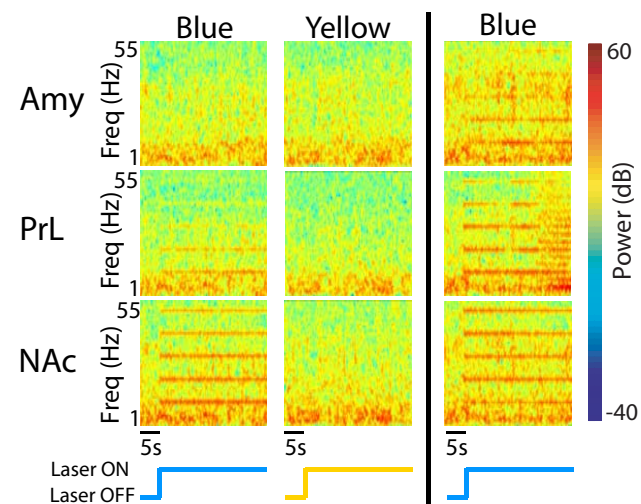 Blue Yellow Blue
Amy
Freq (Hz)
55
1
PrL
Freq (Hz)
55
1
NAc
Freq (Hz)
55
1
60
Power (dB)
-40
5s 5s 5s
Laser ON
Laser OFF